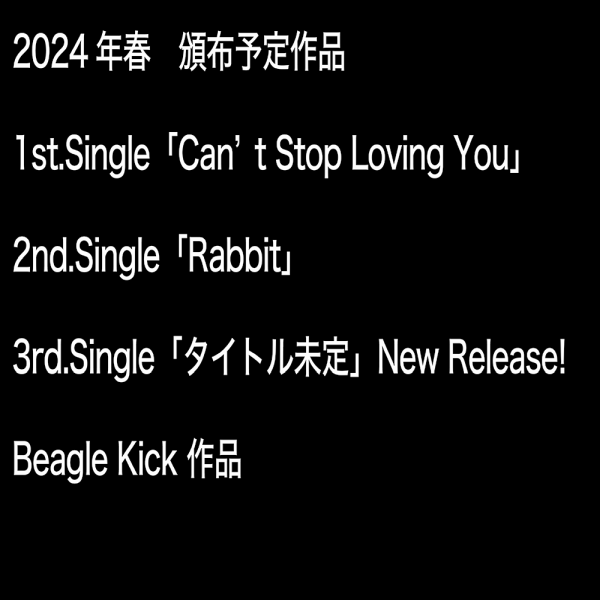 2024年春　頒布予定作品
1st.Single「Can’t Stop Loving You」
2nd.Single「Rabbit」
3rd.Single「タイトル未定」New Release!
Beagle Kick 作品